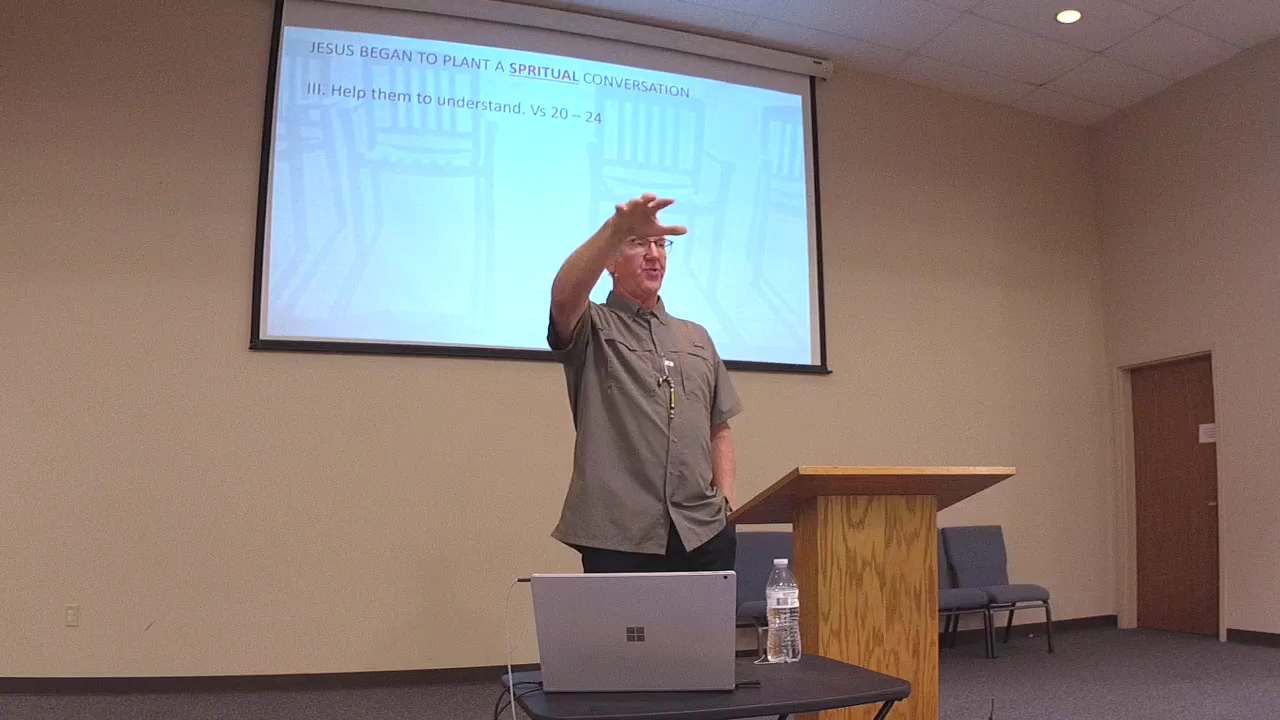 JESUS BEGAN TO PLANT A SPRITUAL CONVERSATION
III. Help them to understand. Vs 20 – 24